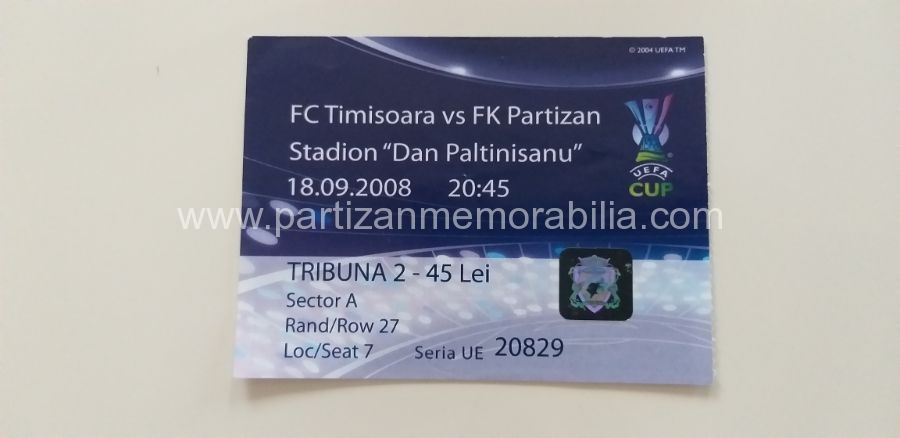 © 2004 UEFA TM
FC Timisoara vs FK Partizan
Stadion “Dan Paltinisanu”
18.09.2008 20:45
UEFA
CUP
www.partizanmemorabilia.com
TRIBUNA 2 - 45 Lei
Sector A
Rand/Row 27
Loc/Seat 7
Seria UE 20829